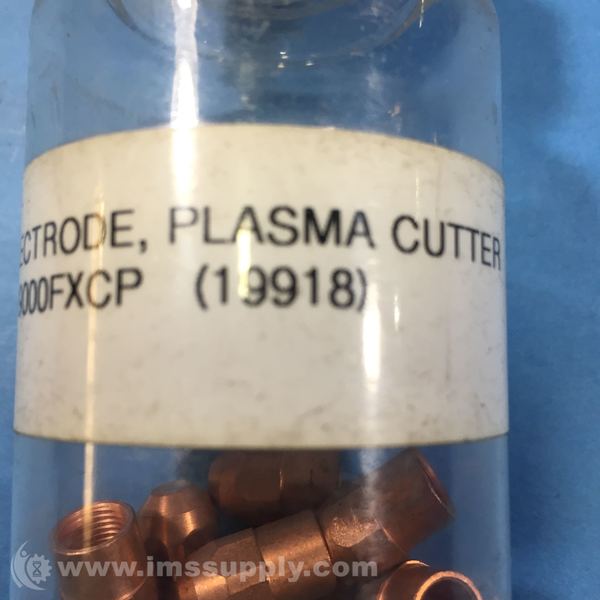 ECTRODE, PLASMA CUTTER
000FXCP (19918)
www.imssupply.com